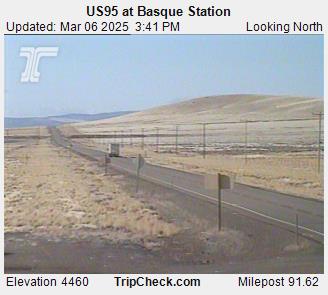 US95 at Basque Station
Updated: Mar 06 2025 3:41 PM Looking North
Elevation 4460 TripCheck.com Milepost 91.62